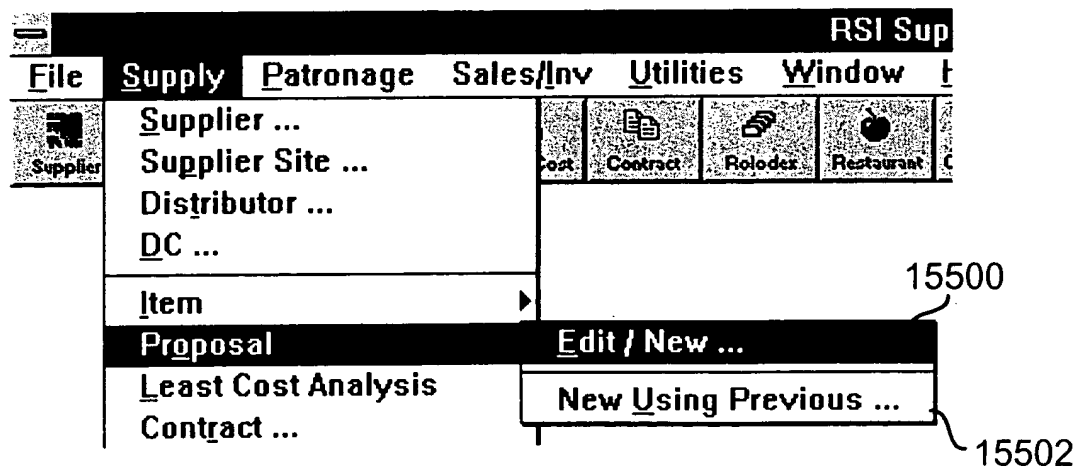 RSI Sup
File Supply Patronage Sales/Inv Utilities Window H
Supplier Cost Contract Rolodex Restaurant
Supplier ...
Supplier Site ...
Distributor ...
DC ...
Item
Proposal
Least Cost Analysis
Contract ...
15500
Edit / New ...
New Using Previous ...
15502